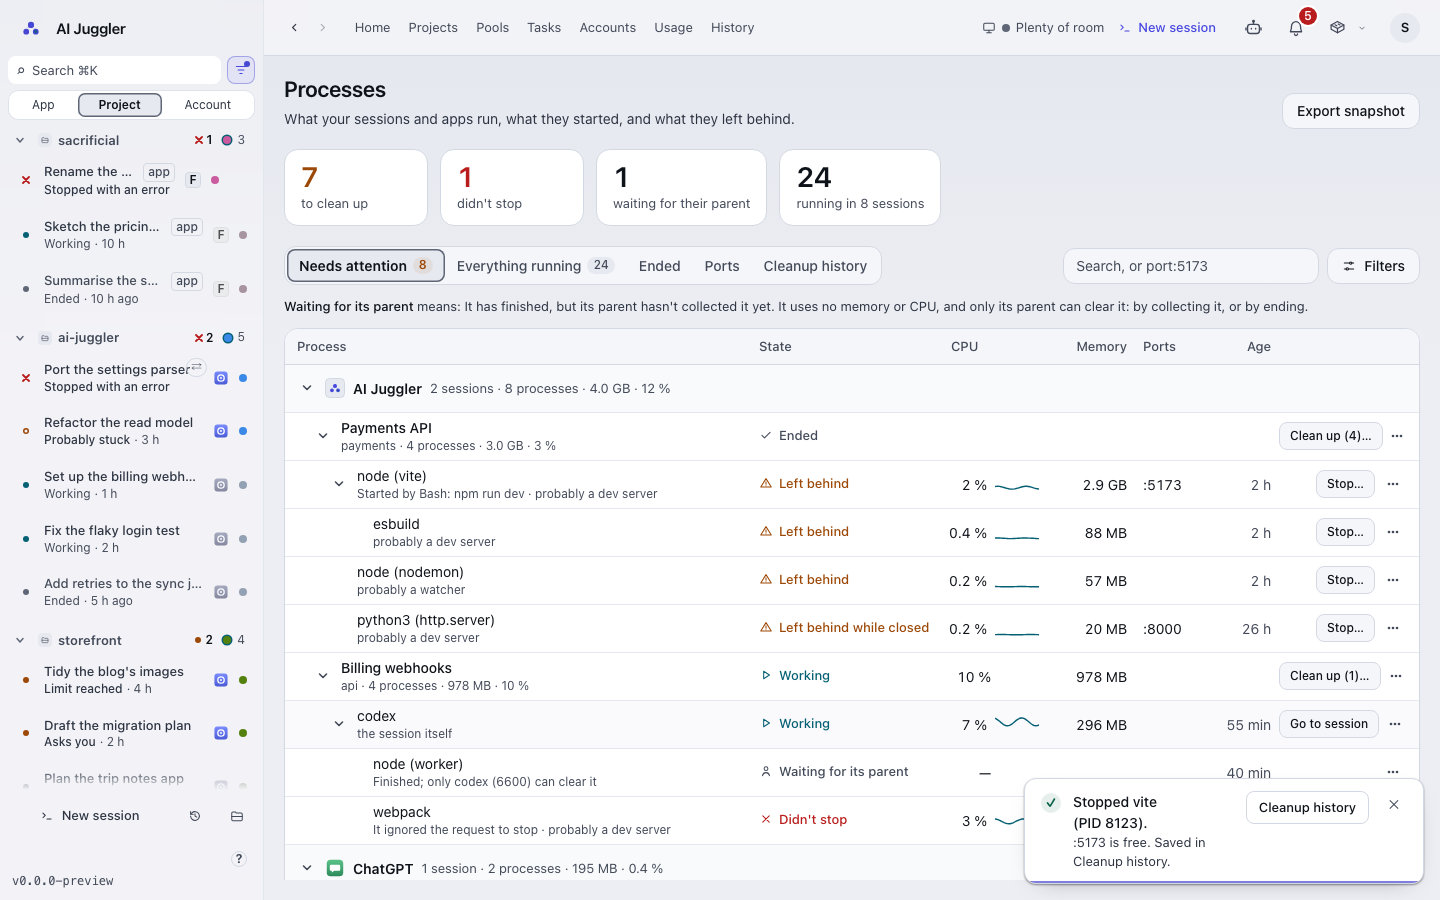 AI Juggler
Search ⌘K
App Project Account
sacrificial 1 3
Rename the ... app F
Stopped with an error
Sketch the pricin... app F
Working · 10 h
Summarise the s... app F
Ended · 10 h ago
ai-juggler 2 5
Port the settings parser
Stopped with an error
Refactor the read model
Probably stuck · 3 h
Set up the billing webh...
Working · 1 h
Fix the flaky login test
Working · 2 h
Add retries to the sync j...
Ended · 5 h ago
storefront 2 4
Tidy the blog's images
Limit reached · 4 h
Draft the migration plan
Asks you · 2 h
Plan the trip notes app
New session
?
v0.0.0-preview
Home Projects Pools Tasks Accounts Usage History
Plenty of room New session 5 S
Processes
What your sessions and apps run, what they started, and what they left behind.
Export snapshot
7
to clean up
1
didn't stop
1
waiting for their parent
24
running in 8 sessions
Needs attention 8 Everything running 24 Ended Ports Cleanup history
Search, or port:5173
Filters
Waiting for its parent means: It has finished, but its parent hasn't collected it yet. It uses no memory or CPU, and only its parent can clear it: by collecting it, or by ending.
Process State CPU Memory Ports Age
AI Juggler 2 sessions · 8 processes · 4.0 GB · 12 %
Payments API
payments · 4 processes · 3.0 GB · 3 %
Ended
Clean up (4)...
node (vite)
Started by Bash: npm run dev · probably a dev server
Left behind 2 % 2.9 GB :5173 2 h Stop...
esbuild
probably a dev server
Left behind 0.4 % 88 MB 2 h Stop...
node (nodemon)
probably a watcher
Left behind 0.2 % 57 MB 2 h Stop...
python3 (http.server)
probably a dev server
Left behind while closed 0.2 % 20 MB :8000 26 h Stop...
Billing webhooks
api · 4 processes · 978 MB · 10 %
Working 10 % 978 MB Clean up (1)...
codex
the session itself
Working 7 % 296 MB 55 min Go to session
node (worker)
Finished; only codex (6600) can clear it
Waiting for its parent — 40 min
webpack
It ignored the request to stop · probably a dev server
Didn't stop 3 %
ChatGPT 1 session · 2 processes · 195 MB · 0.4 %
Stopped vite
(PID 8123).
:5173 is free. Saved in
Cleanup history.
Cleanup history